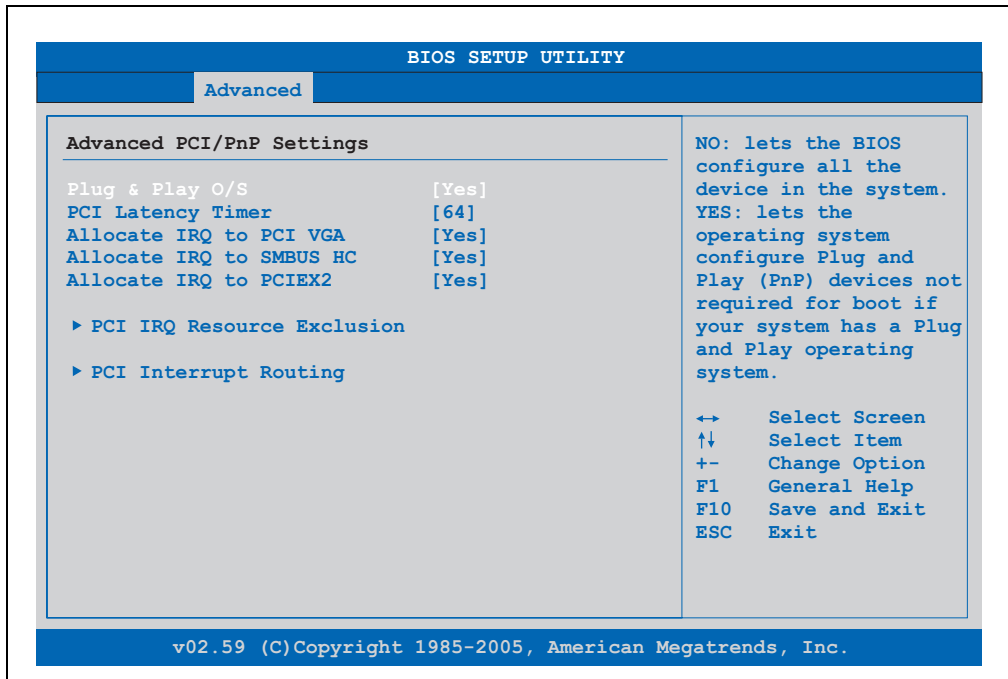 BIOS SETUP UTILITY
Advanced
Advanced PCI/PnP Settings
Plug & Play O/S [Yes]
PCI Latency Timer [64]
Allocate IRQ to PCI VGA [Yes]
Allocate IRQ to SMBUS HC [Yes]
Allocate IRQ to PCIEX2 [Yes]
▶ PCI IRQ Resource Exclusion
▶ PCI Interrupt Routing
NO: lets the BIOS
configure all the
device in the system.
YES: lets the
operating system
configure Plug and
Play (PnP) devices not
required for boot if
your system has a Plug
and Play operating
system.
↔ Select Screen
↑↓ Select Item
+- Change Option
F1 General Help
F10 Save and Exit
ESC Exit
v02.59 (C)Copyright 1985-2005, American Megatrends, Inc.